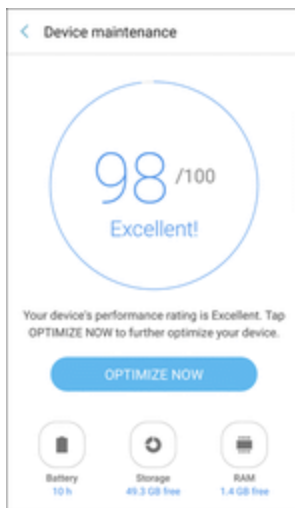 Device maintenance
98 /100
Excellent!
Your device's performance rating is Excellent. Tap
OPTIMIZE NOW to further optimize your device.
OPTIMIZE NOW
Battery Storage RAM
10 h 49.3 GB free 1.4 GB free